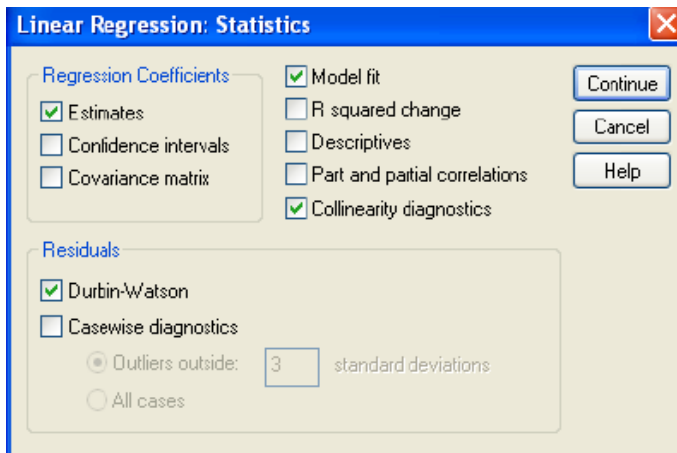 Linear Regression: Statistics
Regression Coefficients
Estimates
Confidence intervals
Covariance matrix
Model fit
R squared change
Descriptives
Part and partial correlations
Collinearity diagnostics
Continue
Cancel
Help
Residuals
Durbin-Watson
Casewise diagnostics
Outliers outside: 3 standard deviations
All cases